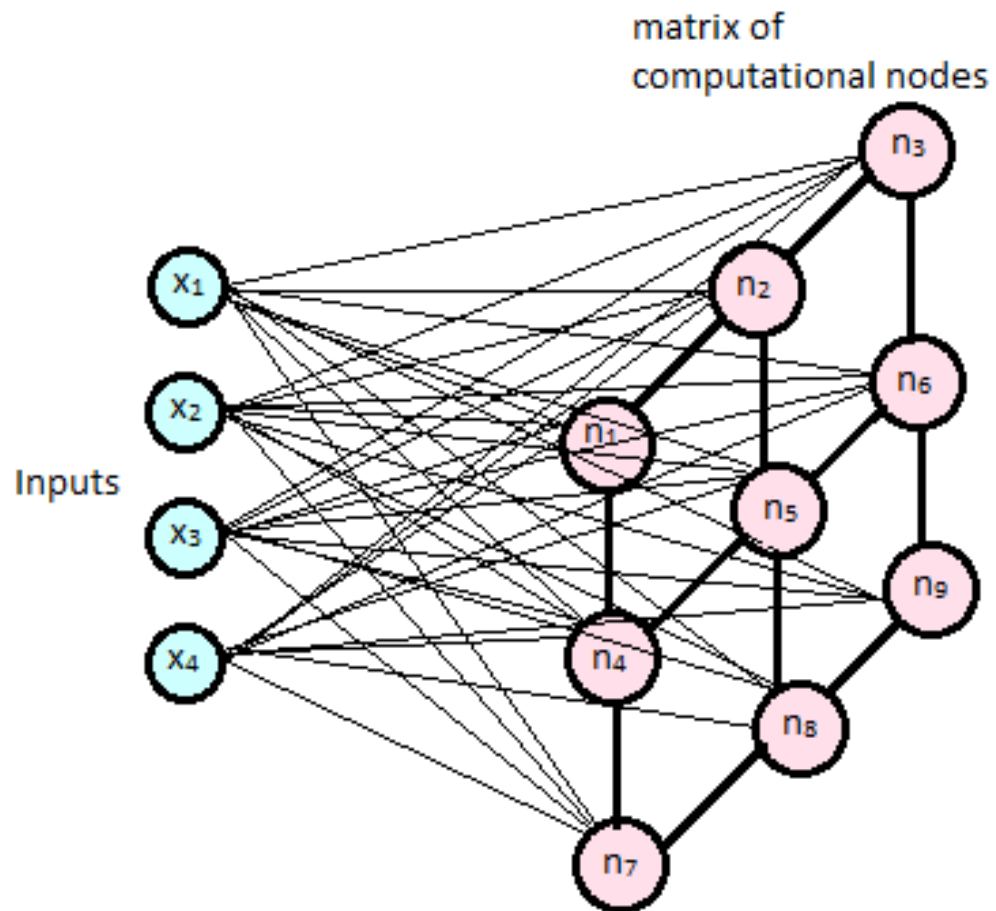 matrix of
computational nodes
n₃
x₁
n₂
n₆
x₂
n₁
Inputs
n₅
x₃
n₉
x₄
n₄
n₈
n₇